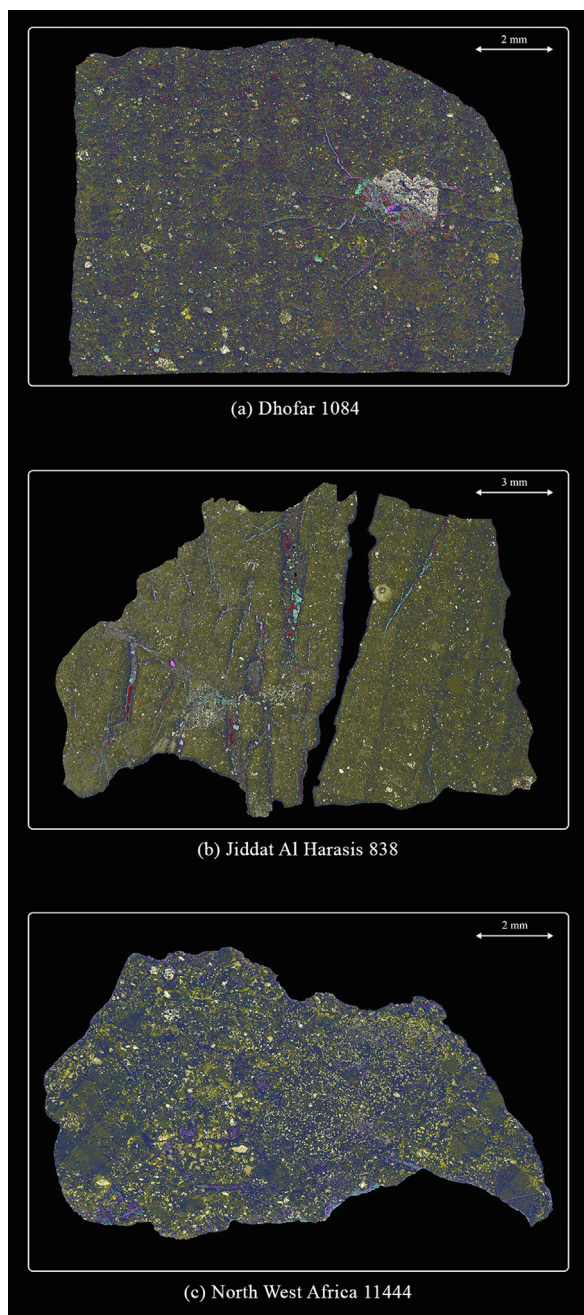 2 mm
(a) Dhofar 1084
3 mm
(b) Jiddat Al Harasis 838
2 mm
(c) North West Africa 11444